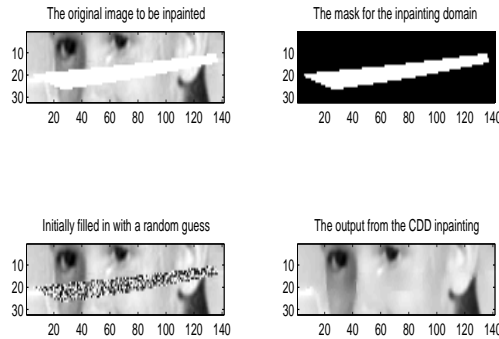 The original image to be inpainted
10
20
30
20 40 60 80 100 120 140
The mask for the inpainting domain
10
20
30
20 40 60 80 100 120 140
Initially filled in with a random guess
10
20
30
20 40 60 80 100 120 140
The output from the CDD inpainting
10
20
30
20 40 60 80 100 120 140